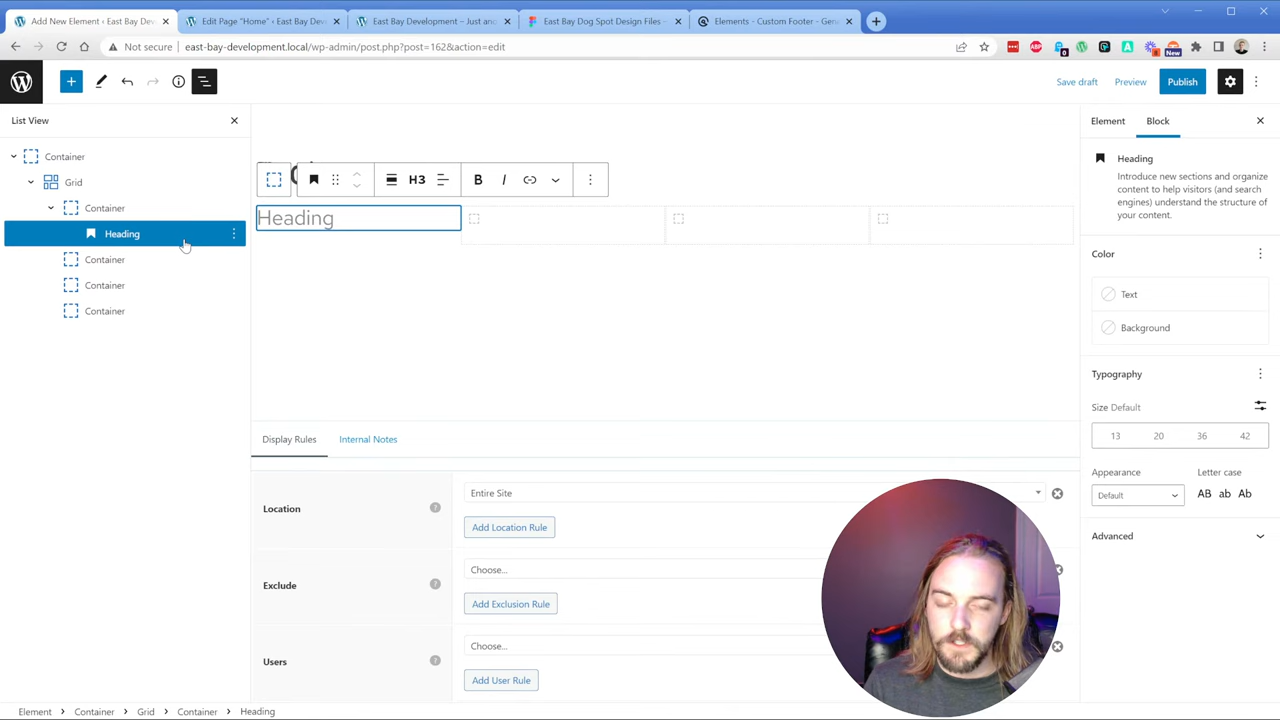 Add New Element ‹ East Bay Dev
Edit Page "Home" ‹ East Bay Dev
East Bay Development – Just an
East Bay Dog Spot Design Files –
Elements - Custom Footer - Gen
Not secure
east-bay-development.local/wp-admin/post.php?post=162&action=edit
New
Save draft
Preview
Publish
List View
Container
Grid
Container
Heading
Container
Container
Container
H3
B
I
Heading
Element
Block
Heading
Introduce new sections and organize
content to help visitors (and search
engines) understand the structure of
your content.
Color
Text
Background
Typography
Size Default
13
20
36
42
Appearance
Letter case
Default
AB
ab
Ab
Advanced
Display Rules
Internal Notes
Location
Entire Site
Add Location Rule
Exclude
Choose...
Add Exclusion Rule
Users
Choose...
Add User Rule
Element
Container
Grid
Container
Heading